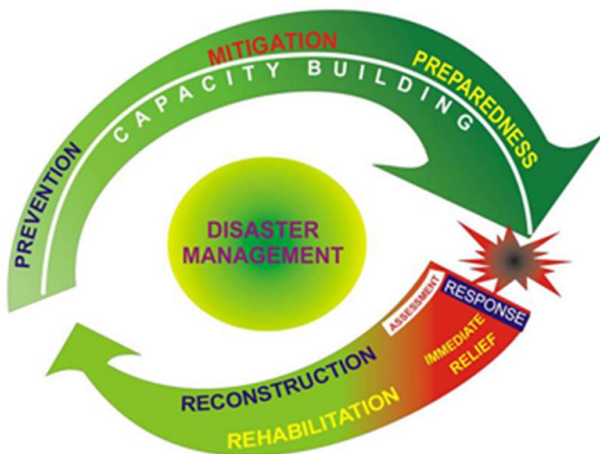 MITIGATION
CAPACITY BUILDING
PREPAREDNESS
PREVENTION
DISASTER
MANAGEMENT
ASSESSMENT
RESPONSE
IMMEDIATE
RELIEF
RECONSTRUCTION
REHABILITATION